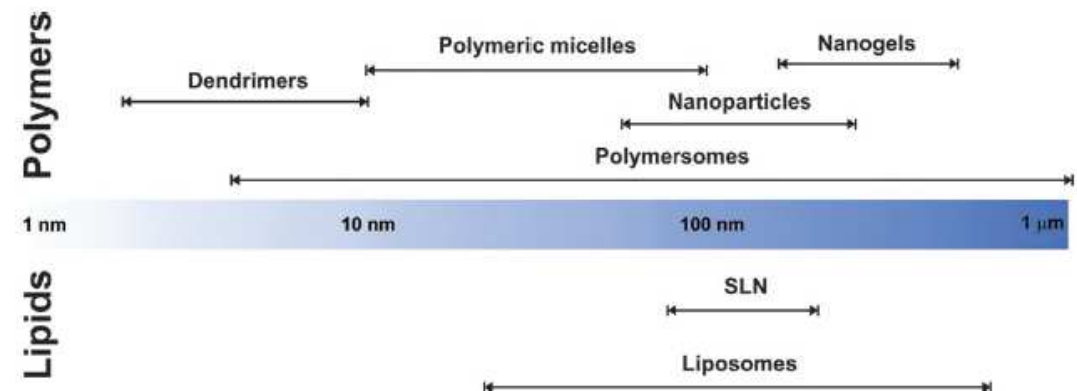 Polymers
Polymeric micelles
Nanogels
Dendrimers
Nanoparticles
Polymersomes
1 nm 10 nm 100 nm 1 μm
Lipids
SLN
Liposomes